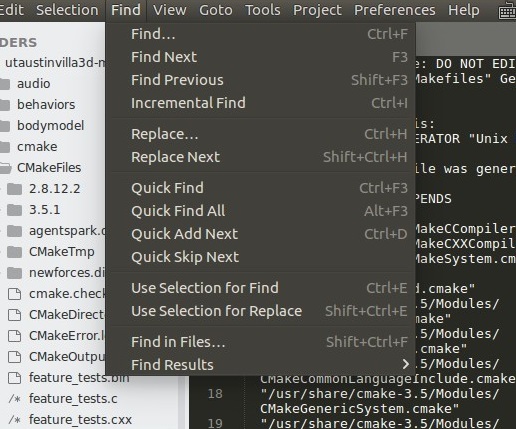 Edit Selection Find View Goto Tools Project Preferences Help
DERS
utaustinvilla3d-m
audio
behaviors
bodymodel
cmake
CMakeFiles
2.8.12.2
3.5.1
agentspark.d
CMakeTmp
newforces.di
cmake.check
CMakeDirect
CMakeError.l
CMakeOutpu
feature_tests.bin
feature_tests.c
feature_tests.cxx
Find… Ctrl+F
Find Next F3
Find Previous Shift+F3
Incremental Find Ctrl+I
Replace… Ctrl+H
Replace Next Shift+Ctrl+H
Quick Find Ctrl+F3
Quick Find All Alt+F3
Quick Add Next Ctrl+D
Quick Skip Next
Use Selection for Find Ctrl+E
Use Selection for Replace Shift+Ctrl+E
Find in Files… Shift+Ctrl+F
Find Results
e: DO NOT EDI
Makefiles" Ge
is:
ERATOR "Unix
ile was gener
PENDS
MakeCCompiler
MakeCXXCompil
MakeSystem.cm
d.cmake"
.5/Modules/
make"
.5/Modules/
.cmake"
.5/Modules/
CMakeCommonLanguageInclude.cmake
18 "/usr/share/cmake-3.5/Modules/
CMakeGenericSystem.cmake"
19 "/usr/share/cmake-3.5/Modules/